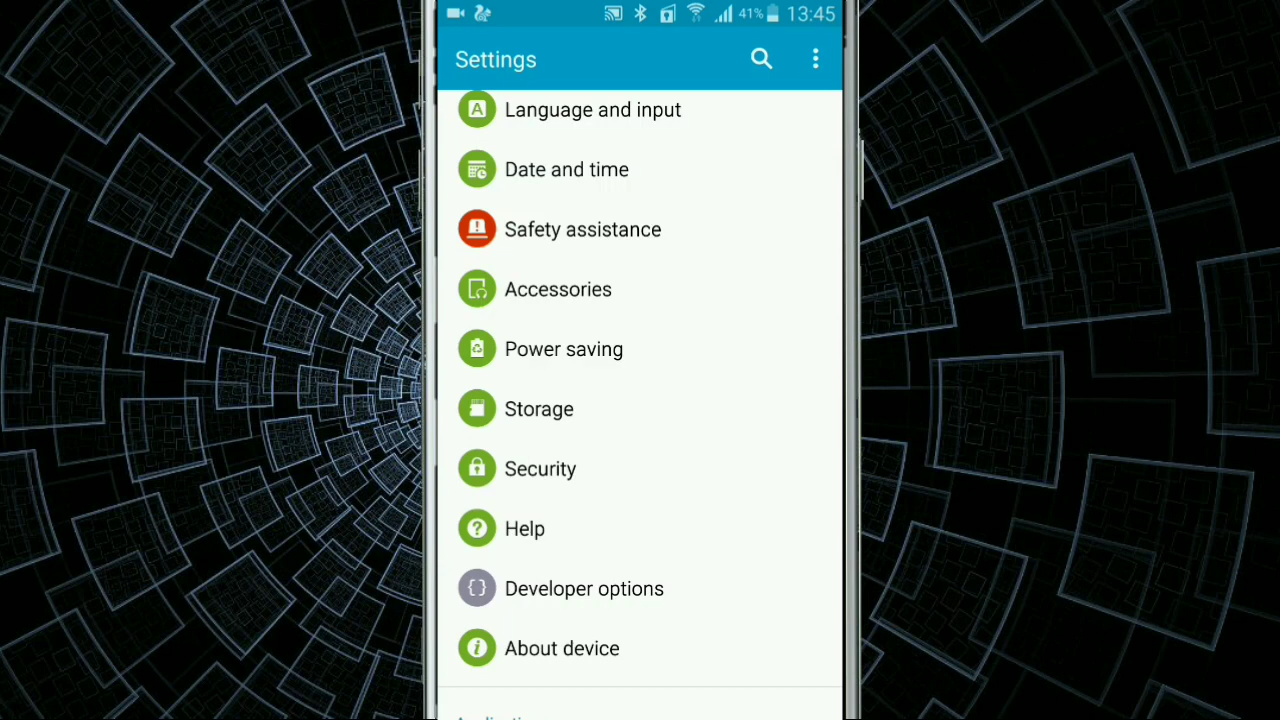 41% 13:45
Settings
Language and input
Date and time
Safety assistance
Accessories
Power saving
Storage
Security
Help
Developer options
About device